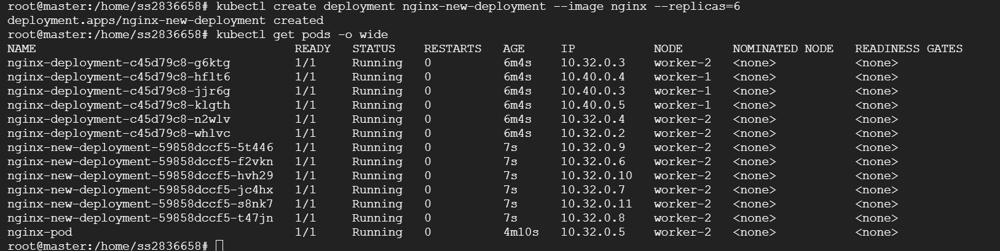 root@master:/home/ss2836658# kubectl create deployment nginx-new-deployment --image nginx --replicas=6
deployment.apps/nginx-new-deployment created
root@master:/home/ss2836658# kubectl get pods -o wide
NAME READY STATUS RESTARTS AGE IP NODE NOMINATED NODE READINESS GATES
nginx-deployment-c45d79c8-g6ktg 1/1 Running 0 6m4s 10.32.0.3 worker-2 <none> <none>
nginx-deployment-c45d79c8-hflt6 1/1 Running 0 6m4s 10.40.0.4 worker-1 <none> <none>
nginx-deployment-c45d79c8-jjr6g 1/1 Running 0 6m4s 10.40.0.3 worker-1 <none> <none>
nginx-deployment-c45d79c8-klgth 1/1 Running 0 6m4s 10.40.0.5 worker-1 <none> <none>
nginx-deployment-c45d79c8-n2wlv 1/1 Running 0 6m4s 10.32.0.4 worker-2 <none> <none>
nginx-deployment-c45d79c8-whlvc 1/1 Running 0 6m4s 10.32.0.2 worker-2 <none> <none>
nginx-new-deployment-59858dccf5-5t446 1/1 Running 0 7s 10.32.0.9 worker-2 <none> <none>
nginx-new-deployment-59858dccf5-f2vkn 1/1 Running 0 7s 10.32.0.6 worker-2 <none> <none>
nginx-new-deployment-59858dccf5-hvh29 1/1 Running 0 7s 10.32.0.10 worker-2 <none> <none>
nginx-new-deployment-59858dccf5-jc4hx 1/1 Running 0 7s 10.32.0.7 worker-2 <none> <none>
nginx-new-deployment-59858dccf5-s8nk7 1/1 Running 0 7s 10.32.0.11 worker-2 <none> <none>
nginx-new-deployment-59858dccf5-t47jn 1/1 Running 0 7s 10.32.0.8 worker-2 <none> <none>
nginx-pod 1/1 Running 0 4m10s 10.32.0.5 worker-2 <none> <none>
root@master:/home/ss2836658#